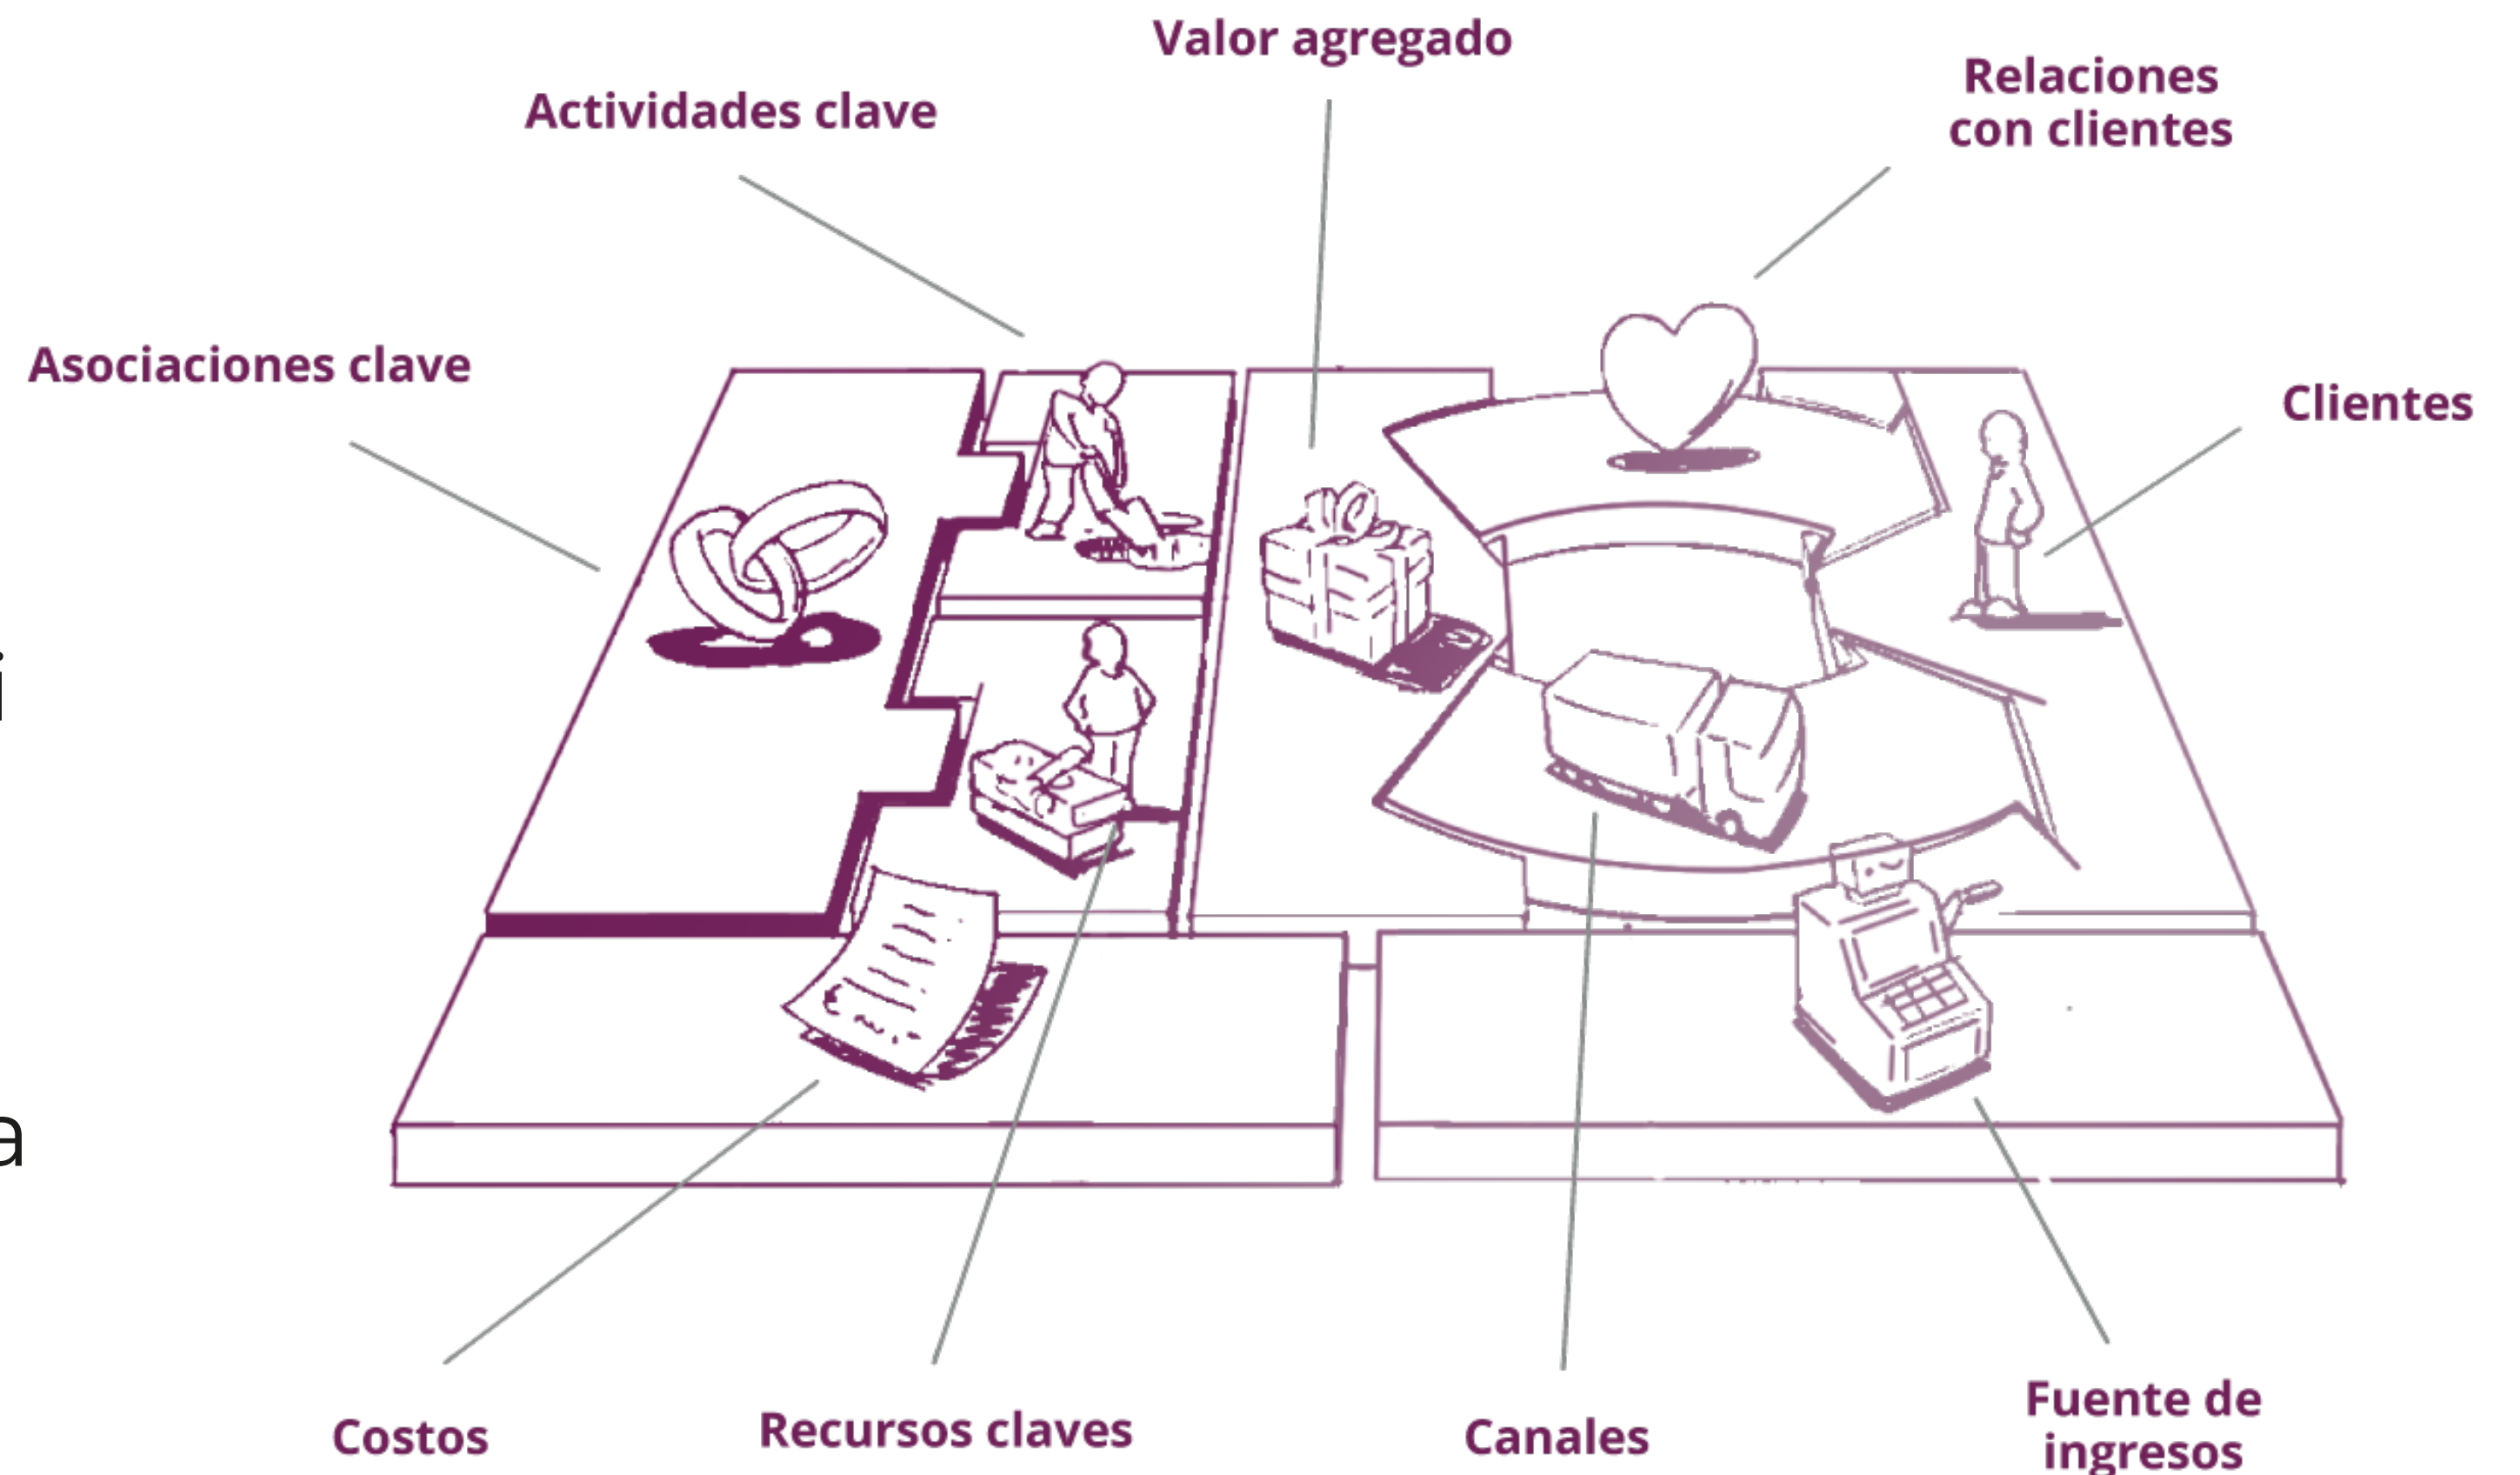 Valor agregado
Relaciones
con clientes
Actividades clave
Asociaciones clave
Clientes
i
a
Costos
Recursos claves
Canales
Fuente de
ingresos